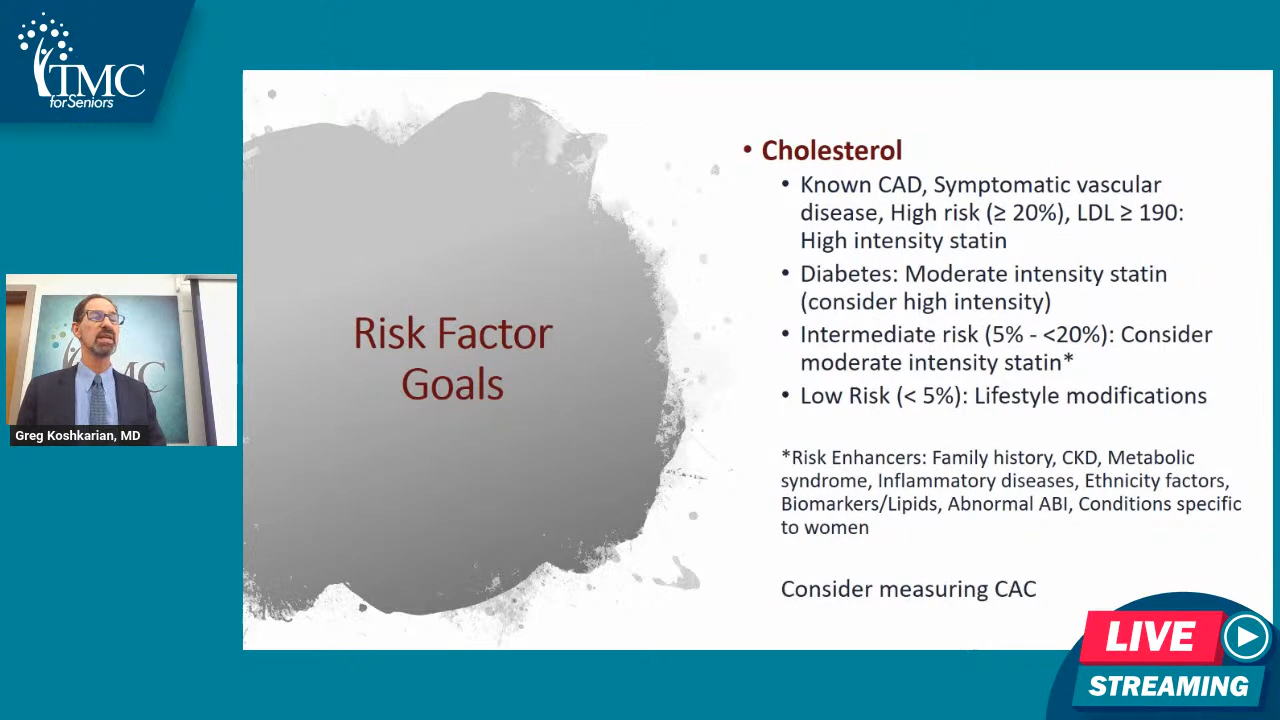 TMC
for Seniors
Greg Koshkarian, MD
Risk Factor
Goals
• Cholesterol
• Known CAD, Symptomatic vascular
disease, High risk (≥ 20%), LDL ≥ 190:
High intensity statin
• Diabetes: Moderate intensity statin
(consider high intensity)
• Intermediate risk (5% - <20%): Consider
moderate intensity statin*
• Low Risk (< 5%): Lifestyle modifications
*Risk Enhancers: Family history, CKD, Metabolic
syndrome, Inflammatory diseases, Ethnicity factors,
Biomarkers/Lipids, Abnormal ABI, Conditions specific
to women
Consider measuring CAC
LIVE
STREAMING